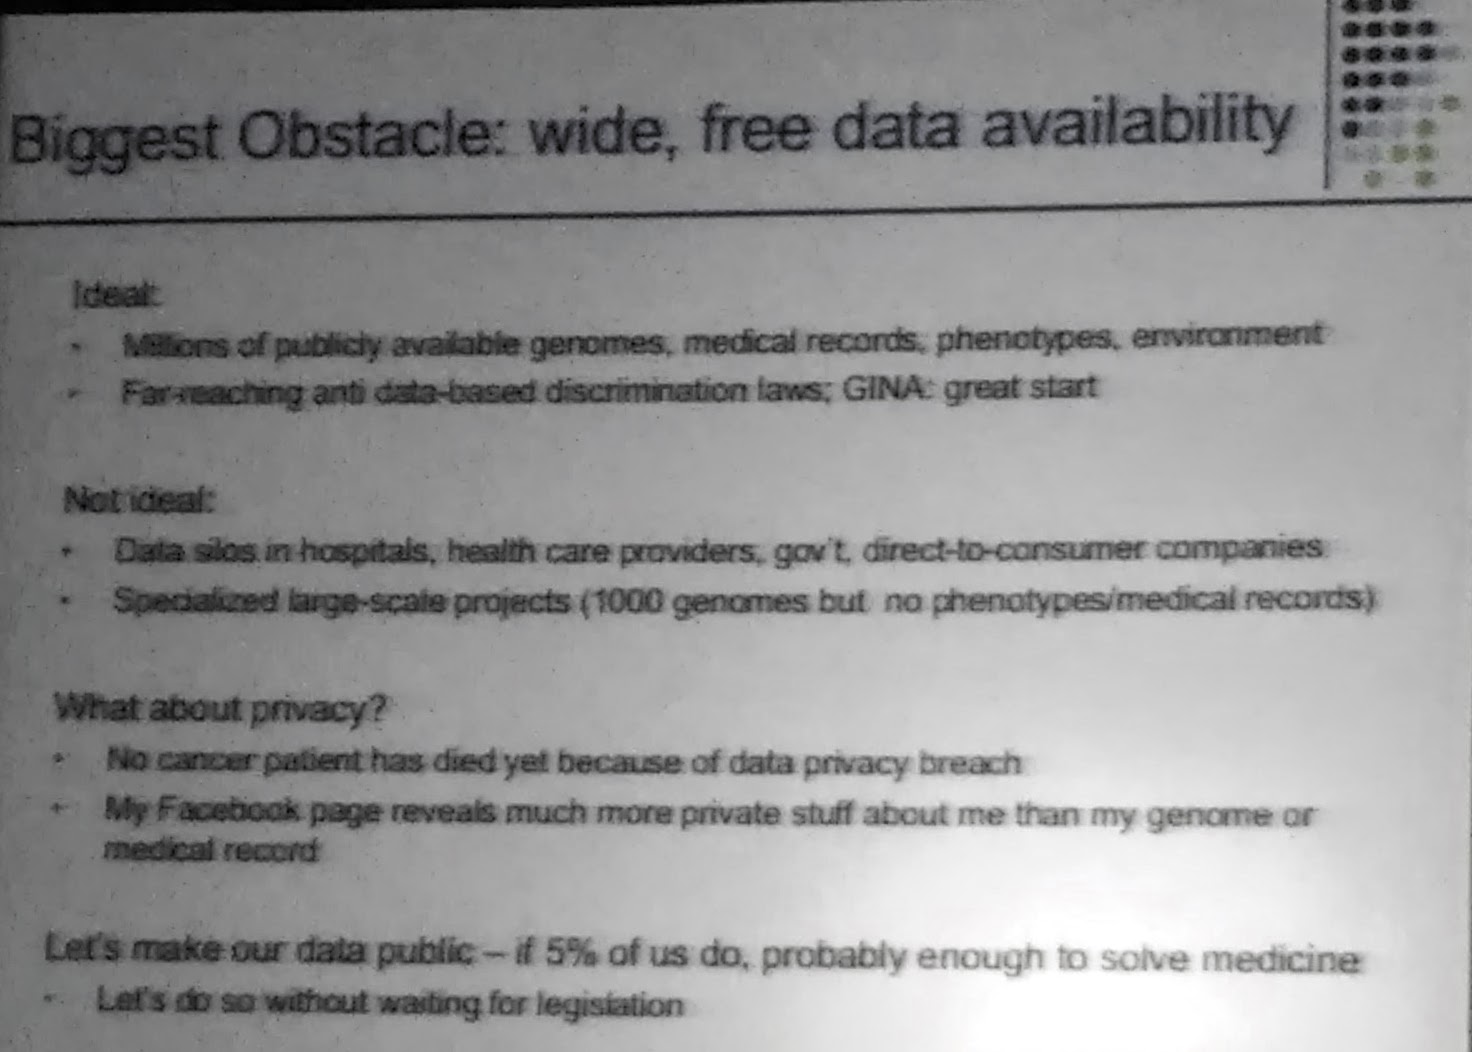 Biggest Obstacle: wide, free data availability
Ideal:
• Millions of publicly available genomes, medical records, phenotypes, environment
• Far-reaching anti data-based discrimination laws; GINA: great start
Not ideal:
• Data silos in hospitals, health care providers, gov't, direct-to-consumer companies
• Specialized large-scale projects (1000 genomes but no phenotypes/medical records)
What about privacy?
• No cancer patient has died yet because of data privacy breach
• My Facebook page reveals much more private stuff about me than my genome or
medical record
Let's make our data public – if 5% of us do, probably enough to solve medicine
• Let's do so without waiting for legislation